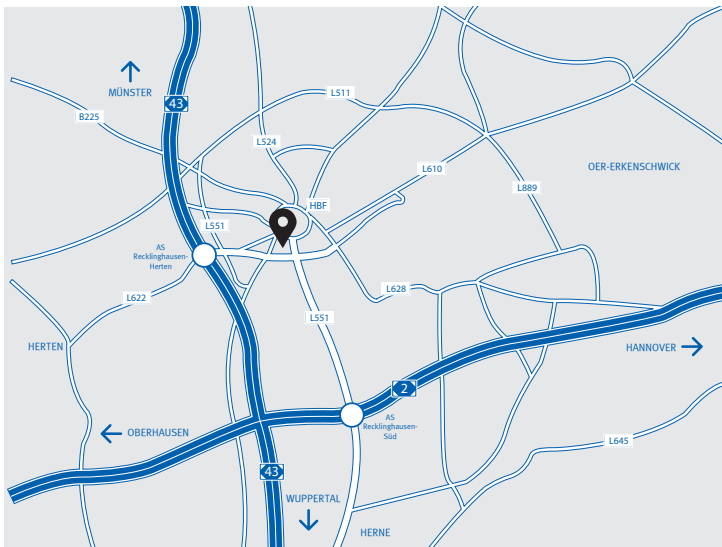 MÜNSTER
43
L511
B225
L524
L610
OER-ERKENSCHWICK
L889
HBF
L551
AS
Recklinghausen-
Herten
L622
L628
L551
HERTEN
HANNOVER
2
AS
Recklinghausen-
Süd
OBERHAUSEN
L645
43
WUPPERTAL
HERNE